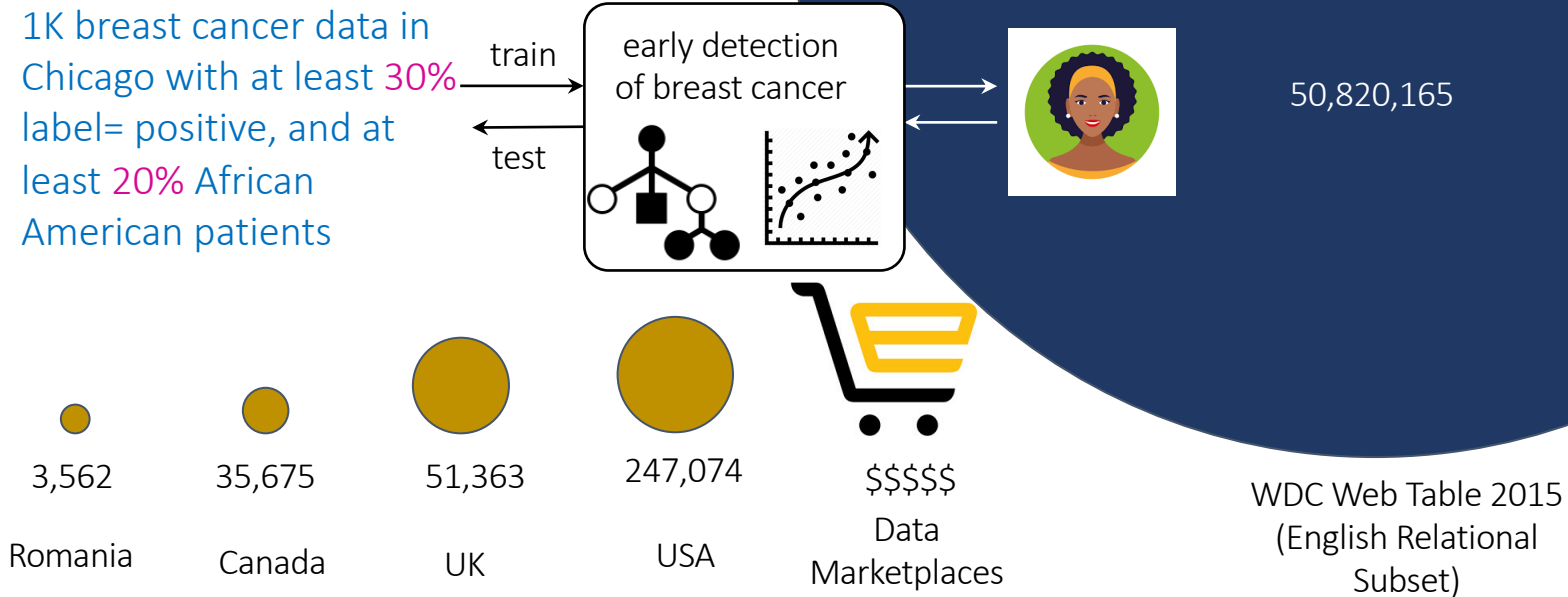 1K breast cancer data in
Chicago with at least 30%
label= positive, and at
least 20% African
American patients
train
test
early detection
of breast cancer
50,820,165
3,562
35,675
51,363
247,074
$$$$$
Romania
Canada
UK
USA
Data
Marketplaces
WDC Web Table 2015
(English Relational
Subset)